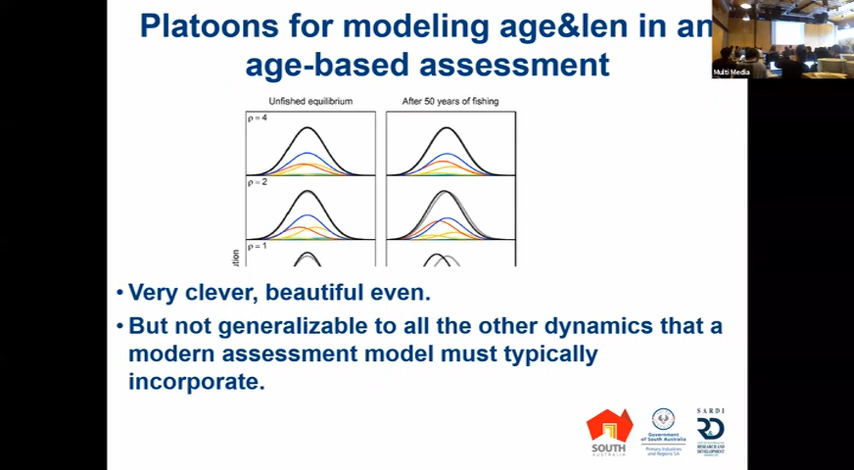 Platoons for modeling age&len in an
age-based assessment
Multi Media
Unfished equilibrium
After 50 years of fishing
ρ = 4
ρ = 2
ρ = 1
• Very clever, beautiful even.
• But not generalizable to all the other dynamics that a
modern assessment model must typically
incorporate.
SOUTH
AUSTRALIA
Government
of South Australia
Primary Industries
and Regions SA
SARDI
RESEARCH AND
DEVELOPMENT